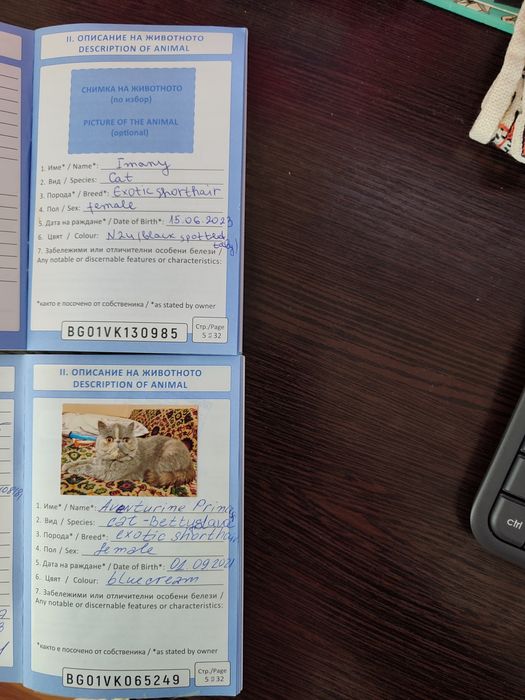 II. ОПИСАНИЕ НА ЖИВОТНОТО
DESCRIPTION OF ANIMAL
СНИМКА НА ЖИВОТНОТО
(по избор)
PICTURE OF THE ANIMAL
(optional)
1. Име* / Name*: Imany
2. Вид / Species: Cat
3. Порода* / Breed*: Exotic shorthair
4. Пол / Sex: female
5. Дата на раждане* / Date of Birth*: 15.06.2023
6. Цвят / Colour: N24 (black spotted
tabby)
7. Забележими или отличителни особени белези /
Any notable or discernable features or characteristics:
*както е посочено от собственика / *as stated by owner
BG01VK130985
Стр./Page
5 от 32
II. ОПИСАНИЕ НА ЖИВОТНОТО
DESCRIPTION OF ANIMAL
1. Име* / Name*: Aventurine
2. Вид / Species: cat -
3. Порода* / Breed*: exotic shorthair
4. Пол / Sex: female
5. Дата на раждане* / Date of Birth*: 01.09.2021
6. Цвят / Colour: bluecream
7. Забележими или отличителни особени белези /
Any notable or discernable features or characteristics:
*както е посочено от собственика / *as stated by owner
BG01VK065249
Стр./Page
5 от 32
ctrl